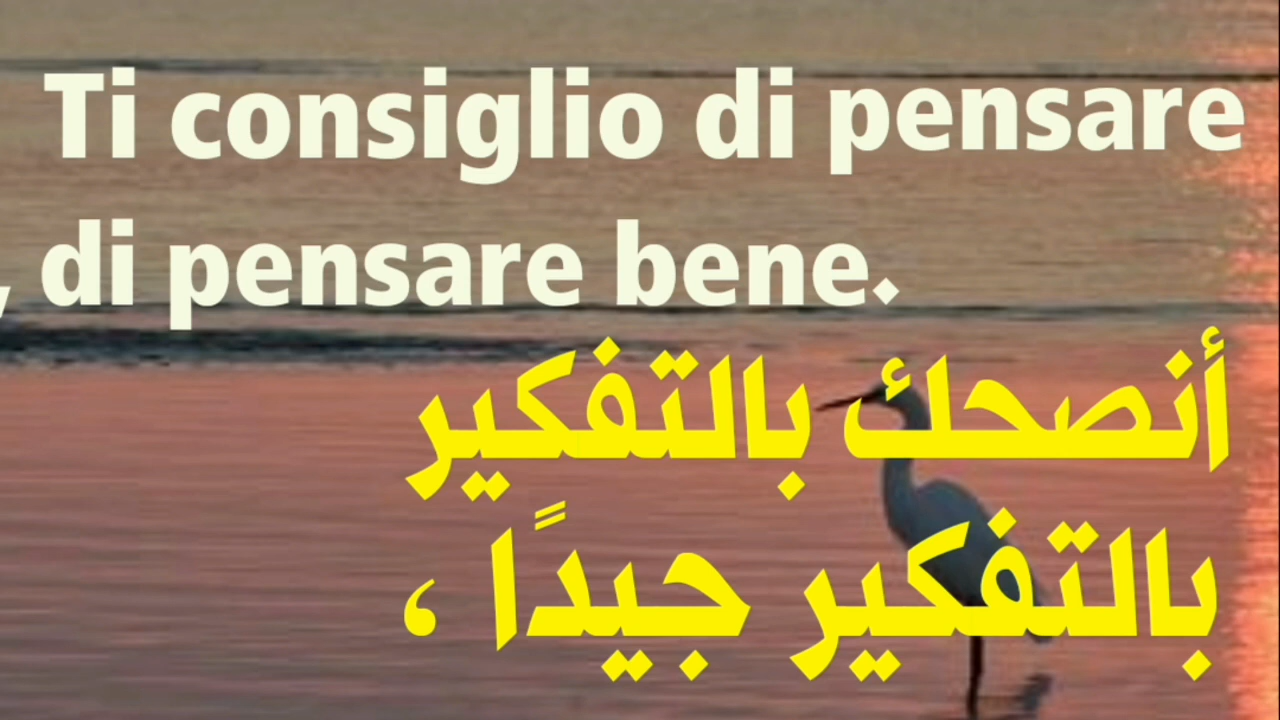 Ti consiglio di pensare
, di pensare bene.
أنصحك بالتفكير
بالتفكير جيدًا ،